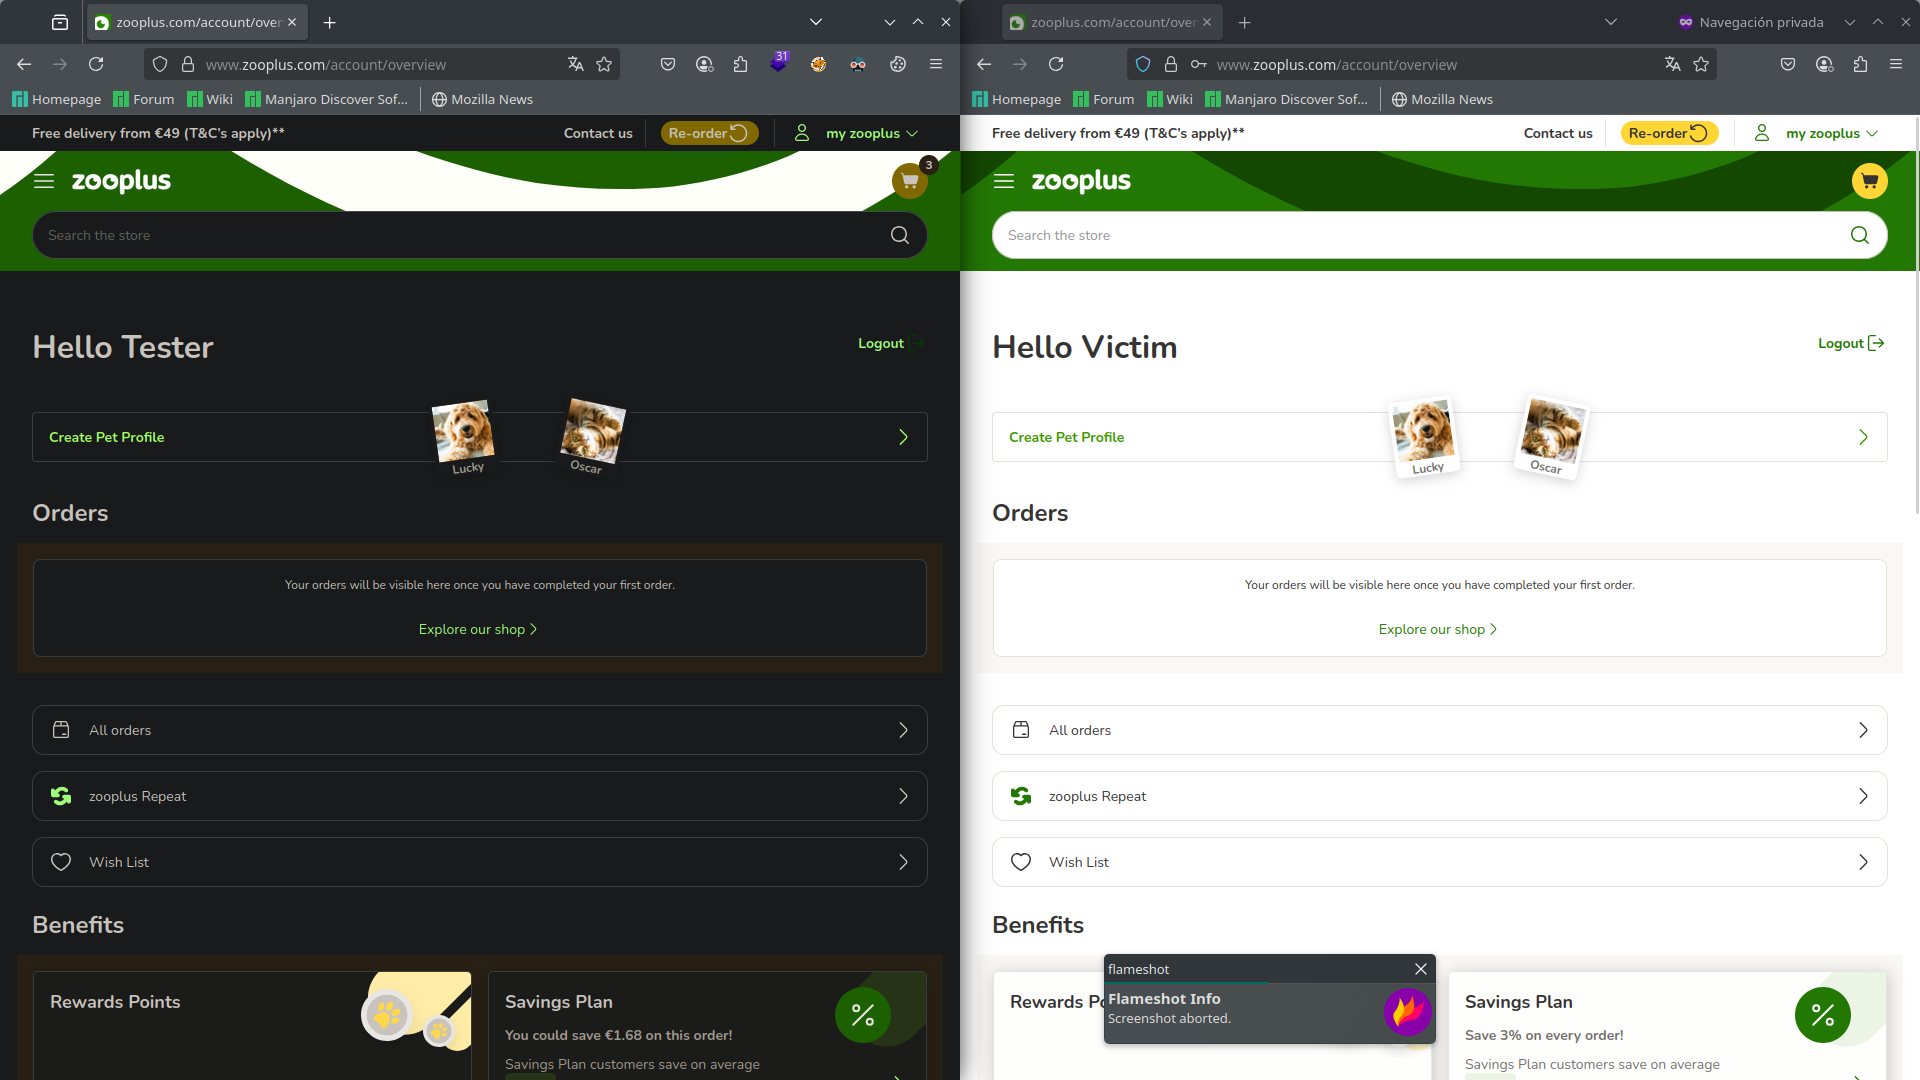 zooplus.com/account/over
www.zooplus.com/account/overview
31
Homepage
Forum
Wiki
Manjaro Discover Sof...
Mozilla News
Free delivery from €49 (T&C's apply)**
Contact us
Re-order
my zooplus
zooplus
3
Search the store
Hello Tester
Logout
Create Pet Profile
Lucky
Oscar
Orders
Your orders will be visible here once you have completed your first order.
Explore our shop
All orders
zooplus Repeat
Wish List
Benefits
Rewards Points
Savings Plan
You could save €1.68 on this order!
Savings Plan customers save on average
zooplus.com/account/over
Navegación privada
www.zooplus.com/account/overview
Homepage
Forum
Wiki
Manjaro Discover Sof...
Mozilla News
Free delivery from €49 (T&C's apply)**
Contact us
Re-order
my zooplus
zooplus
Search the store
Hello Victim
Logout
Create Pet Profile
Lucky
Oscar
Orders
Your orders will be visible here once you have completed your first order.
Explore our shop
All orders
zooplus Repeat
Wish List
Benefits
Rewards Po
flameshot
Flameshot Info
Screenshot aborted.
Savings Plan
Save 3% on every order!
Savings Plan customers save on average